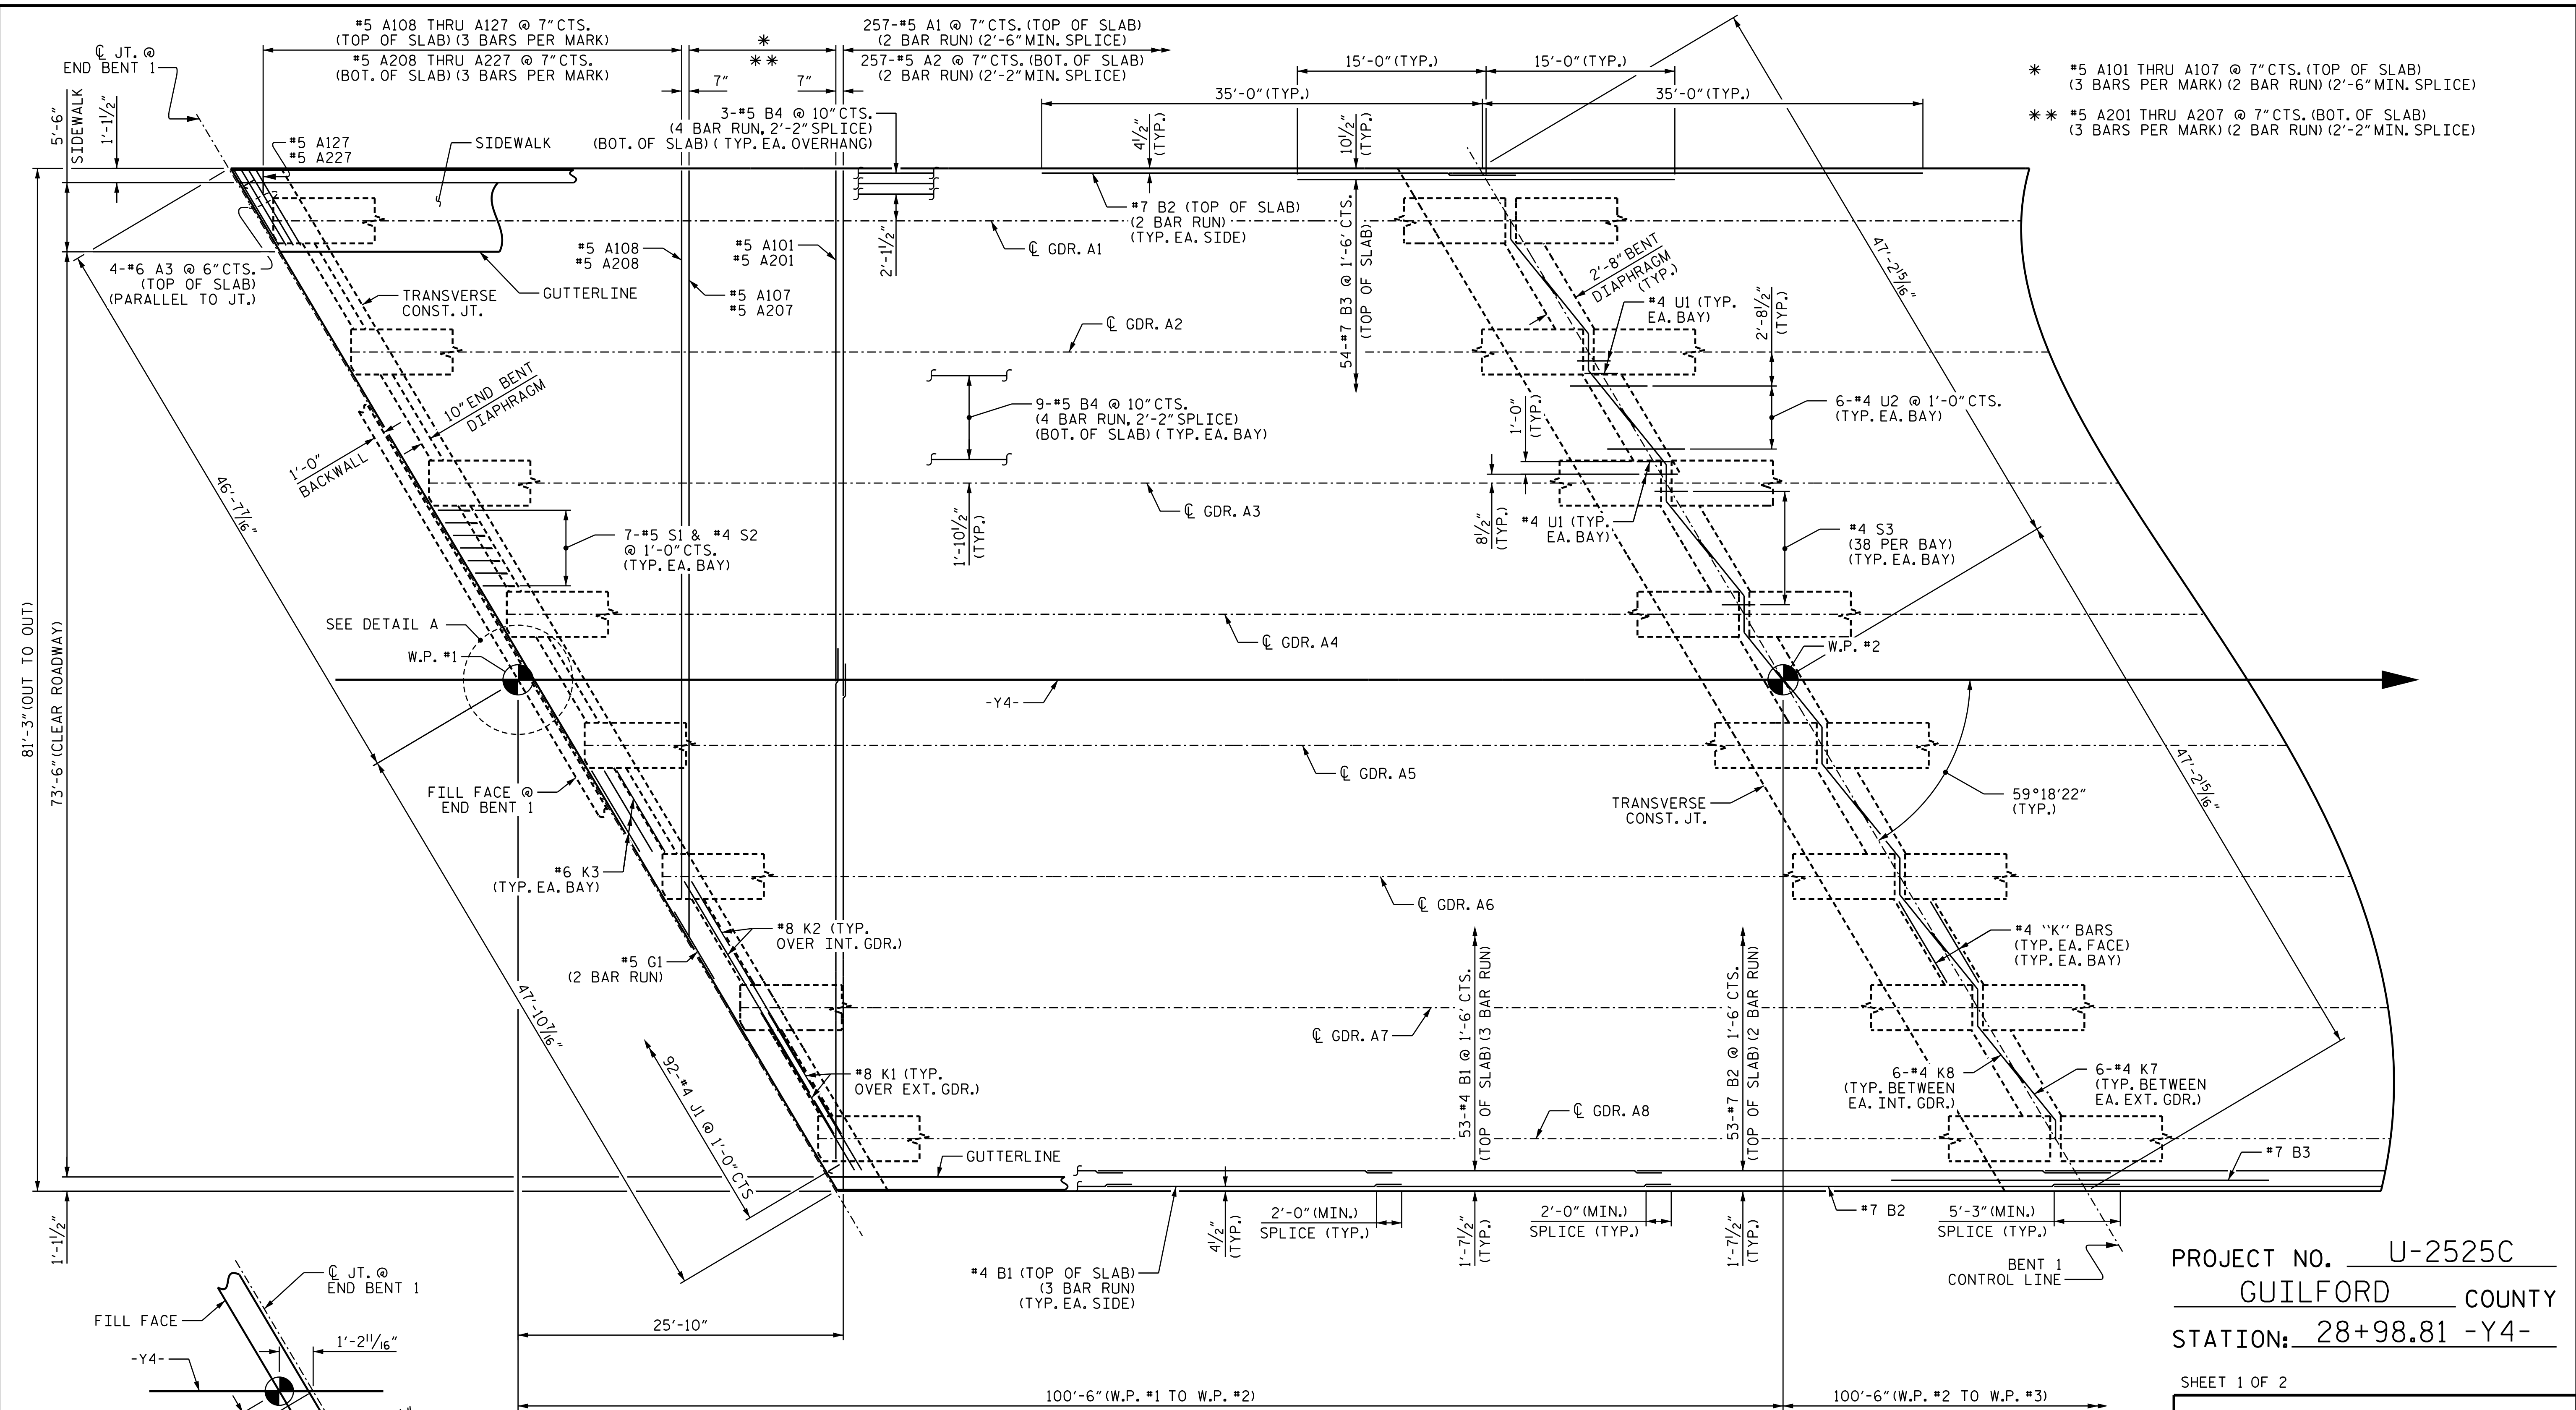 #5 A108 THRU A127 @ 7"CTS.
(TOP OF SLAB)(3 BARS PER MARK)
#5 A208 THRU A227 @ 7"CTS.
(BOT. OF SLAB)(3 BARS PER MARK)
*
**
7"
7"
257-#5 A1 @ 7"CTS.(TOP OF SLAB)
(2 BAR RUN)(2'-6"MIN. SPLICE)
257-#5 A2 @ 7"CTS.(BOT. OF SLAB)
(2 BAR RUN)(2'-2"MIN. SPLICE)
℄ JT. @
END BENT 1
5'-6"
SIDEWALK
1'-1½"
#5 A127
#5 A227
SIDEWALK
3-#5 B4 @ 10"CTS.
(4 BAR RUN, 2'-2"SPLICE)
(BOT. OF SLAB)( TYP. EA. OVERHANG)
15'-0"(TYP.)
15'-0"(TYP.)
35'-0"(TYP.)
35'-0"(TYP.)
4½"
(TYP.)
10½"
(TYP.)
* #5 A101 THRU A107 @ 7"CTS.(TOP OF SLAB)
(3 BARS PER MARK)(2 BAR RUN)(2'-6"MIN. SPLICE)
** #5 A201 THRU A207 @ 7"CTS.(BOT. OF SLAB)
(3 BARS PER MARK)(2 BAR RUN)(2'-2"MIN. SPLICE)
4-#6 A3 @ 6"CTS.
(TOP OF SLAB)
(PARALLEL TO JT.)
TRANSVERSE
CONST. JT.
GUTTERLINE
#5 A108
#5 A208
#5 A101
#5 A201
#5 A107
#5 A207
2'-1½"
℄ GDR. A1
#7 B2 (TOP OF SLAB)
(2 BAR RUN)
(TYP. EA. SIDE)
54-#7 B3 @ 1'-6' CTS.
(TOP OF SLAB)
2'-8"BENT
DIAPHRAGM
(TYP.)
#4 U1 (TYP.
EA. BAY)
2'-8½"
(TYP.)
47'-2¹⁵⁄₁₆"
℄ GDR. A2
10"END BENT
DIAPHRAGM
1'-0"
BACKWALL
46'-7⁷⁄₁₆"
9-#5 B4 @ 10"CTS.
(4 BAR RUN, 2'-2"SPLICE)
(BOT. OF SLAB)( TYP. EA. BAY)
1'-0"
(TYP.)
6-#4 U2 @ 1'-0"CTS.
(TYP. EA. BAY)
℄ GDR. A3
1'-10½"
(TYP.)
8½"
(TYP.)
#4 U1 (TYP.
EA. BAY)
#4 S3
(38 PER BAY)
(TYP. EA. BAY)
7-#5 S1 & #4 S2
@ 1'-0"CTS.
(TYP. EA. BAY)
81'-3"(OUT TO OUT)
73'-6"(CLEAR ROADWAY)
SEE DETAIL A
W.P. #1
℄ GDR. A4
W.P. #2
-Y4-
FILL FACE @
END BENT 1
℄ GDR. A5
TRANSVERSE
CONST. JT.
59°18'22"
(TYP.)
47'-2¹⁵⁄₁₆"
#6 K3
(TYP. EA. BAY)
℄ GDR. A6
#8 K2 (TYP.
OVER INT. GDR.)
#5 G1
(2 BAR RUN)
47'-10⁷⁄₁₆"
#4 ``K'' BARS
(TYP. EA. FACE)
(TYP. EA. BAY)
53-#4 B1 @ 1'-6' CTS.
(TOP OF SLAB)(3 BAR RUN)
53-#7 B2 @ 1'-6' CTS.
(TOP OF SLAB)(2 BAR RUN)
℄ GDR. A7
92-#4 J1 @ 1'-0"CTS
#8 K1 (TYP.
OVER EXT. GDR.)
6-#4 K8
(TYP. BETWEEN
EA. INT. GDR.)
6-#4 K7
(TYP. BETWEEN
EA. EXT. GDR.)
℄ GDR. A8
GUTTERLINE
#7 B3
1'-1½"
4½"
(TYP.)
2'-0"(MIN.)
SPLICE (TYP.)
1'-7½"
(TYP.)
2'-0"(MIN.)
SPLICE (TYP.)
1'-7½"
(TYP.)
#7 B2
5'-3"(MIN.)
SPLICE (TYP.)
#4 B1 (TOP OF SLAB)
(3 BAR RUN)
(TYP. EA. SIDE)
BENT 1
CONTROL LINE
℄ JT. @
END BENT 1
FILL FACE
1'-2¹¹⁄₁₆"
-Y4-
25'-10"
100'-6"(W.P. #1 TO W.P. #2)
100'-6"(W.P. #2 TO W.P. #3)
PROJECT NO. U-2525C
GUILFORD COUNTY
STATION: 28+98.81 -Y4-
SHEET 1 OF 2